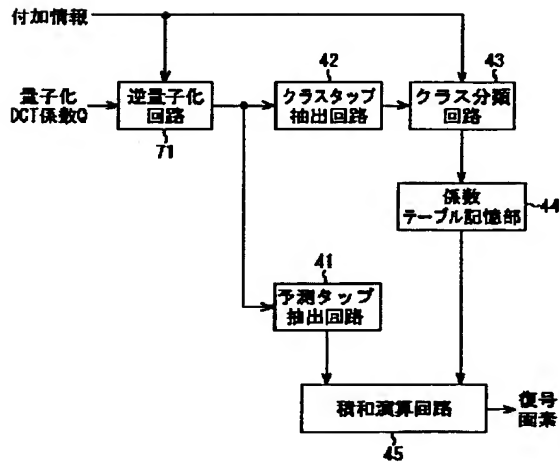 付加情報
42
43
量子化
DCT係数Q
逆量子化
回路
クラスタップ
抽出回路
クラス分類
回路
71
係数
テーブル記憶部
44
41
予測タップ
抽出回路
積和演算回路
復号
画素
45